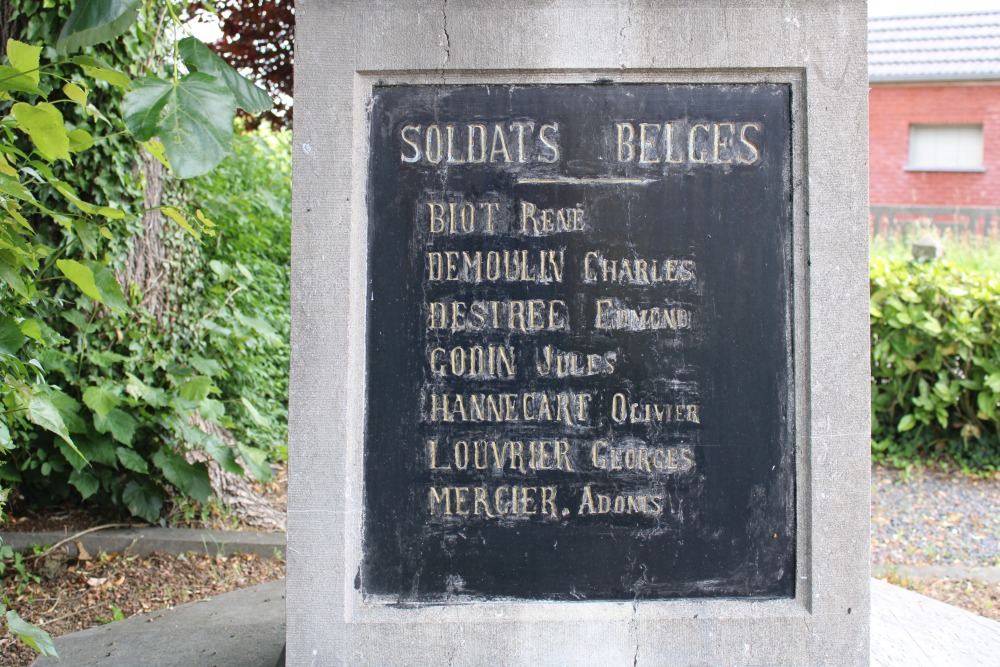 SOLDATS BELGES
BIOT RENÉ
DEMOULIN CHARLES
DESTREE EDMOND
GODIN JULES
HANNECART OLIVIER
LOUVRIER GEORGES
MERCIER. ADONIS